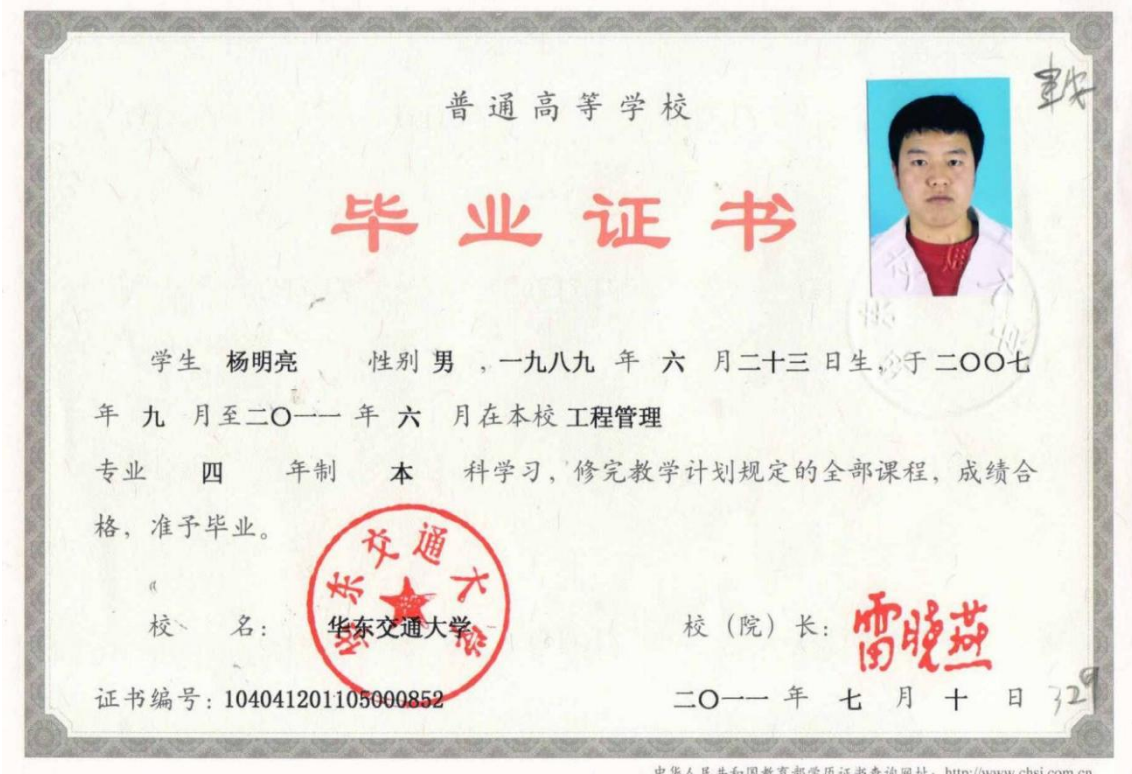 普通高等学校
毕业证书
学生 杨明亮 性别 男 ，一九八九 年 六 月二十三 日生，于 二〇〇七
年 九 月至二〇一一 年 六 月在本校 工程管理
专业 四 年制 本 科学习，修完教学计划规定的全部课程，成绩合
格，准予毕业。
华东交通大学
校 名： 华东交通大学 校（院）长：雷晓燕
证书编号：104041201105000852 二〇一一 年 七 月 十 日
329
中华人民共和国教育部学历证书查询网址：http://www.chsi.com.cn